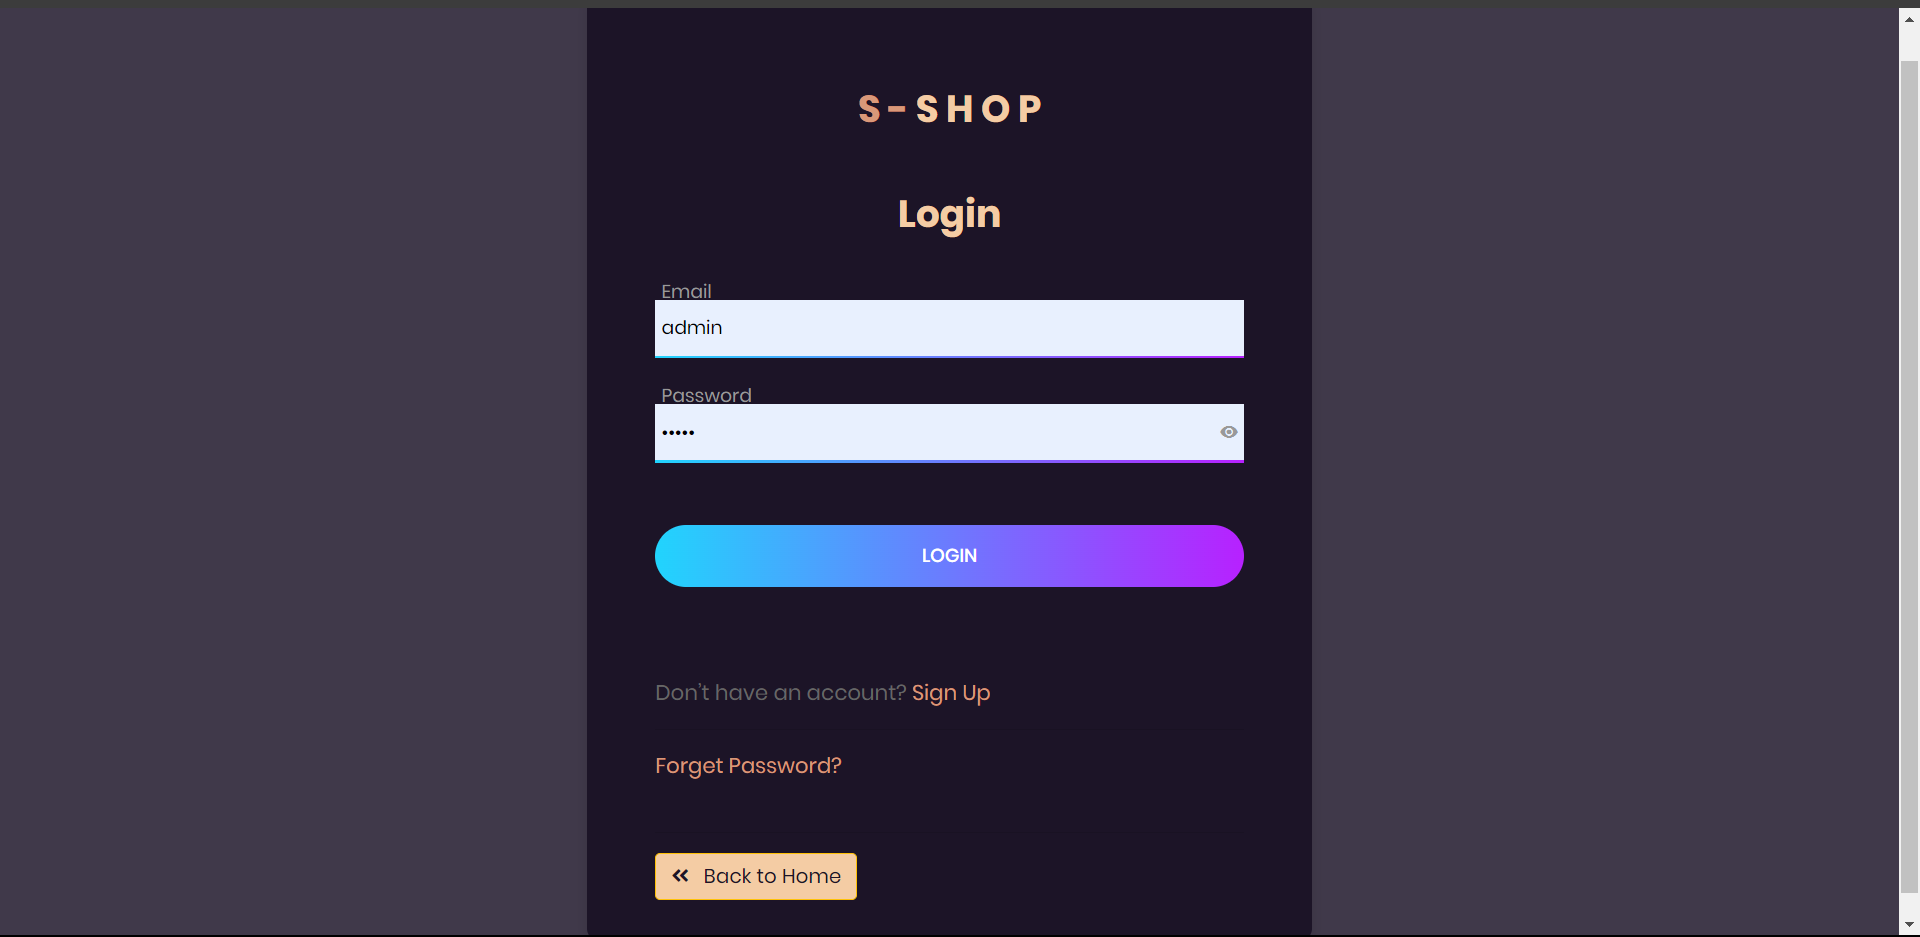 S-SHOP
Login
Email
admin
Password
•••••
LOGIN
Don't have an account? Sign Up
Forget Password?
Back to Home